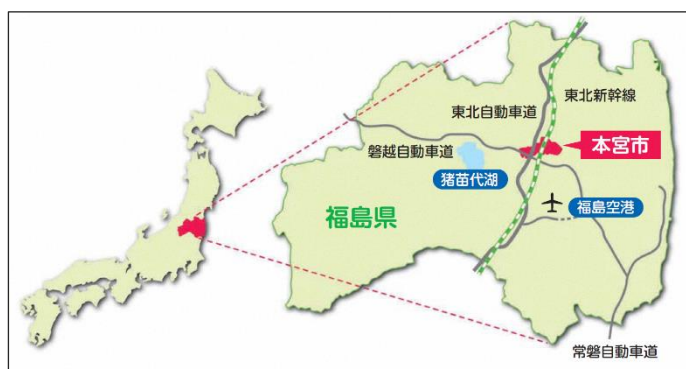 東北自動車道
東北新幹線
磐越自動車道
本宮市
猪苗代湖
福島県
福島空港
常磐自動車道